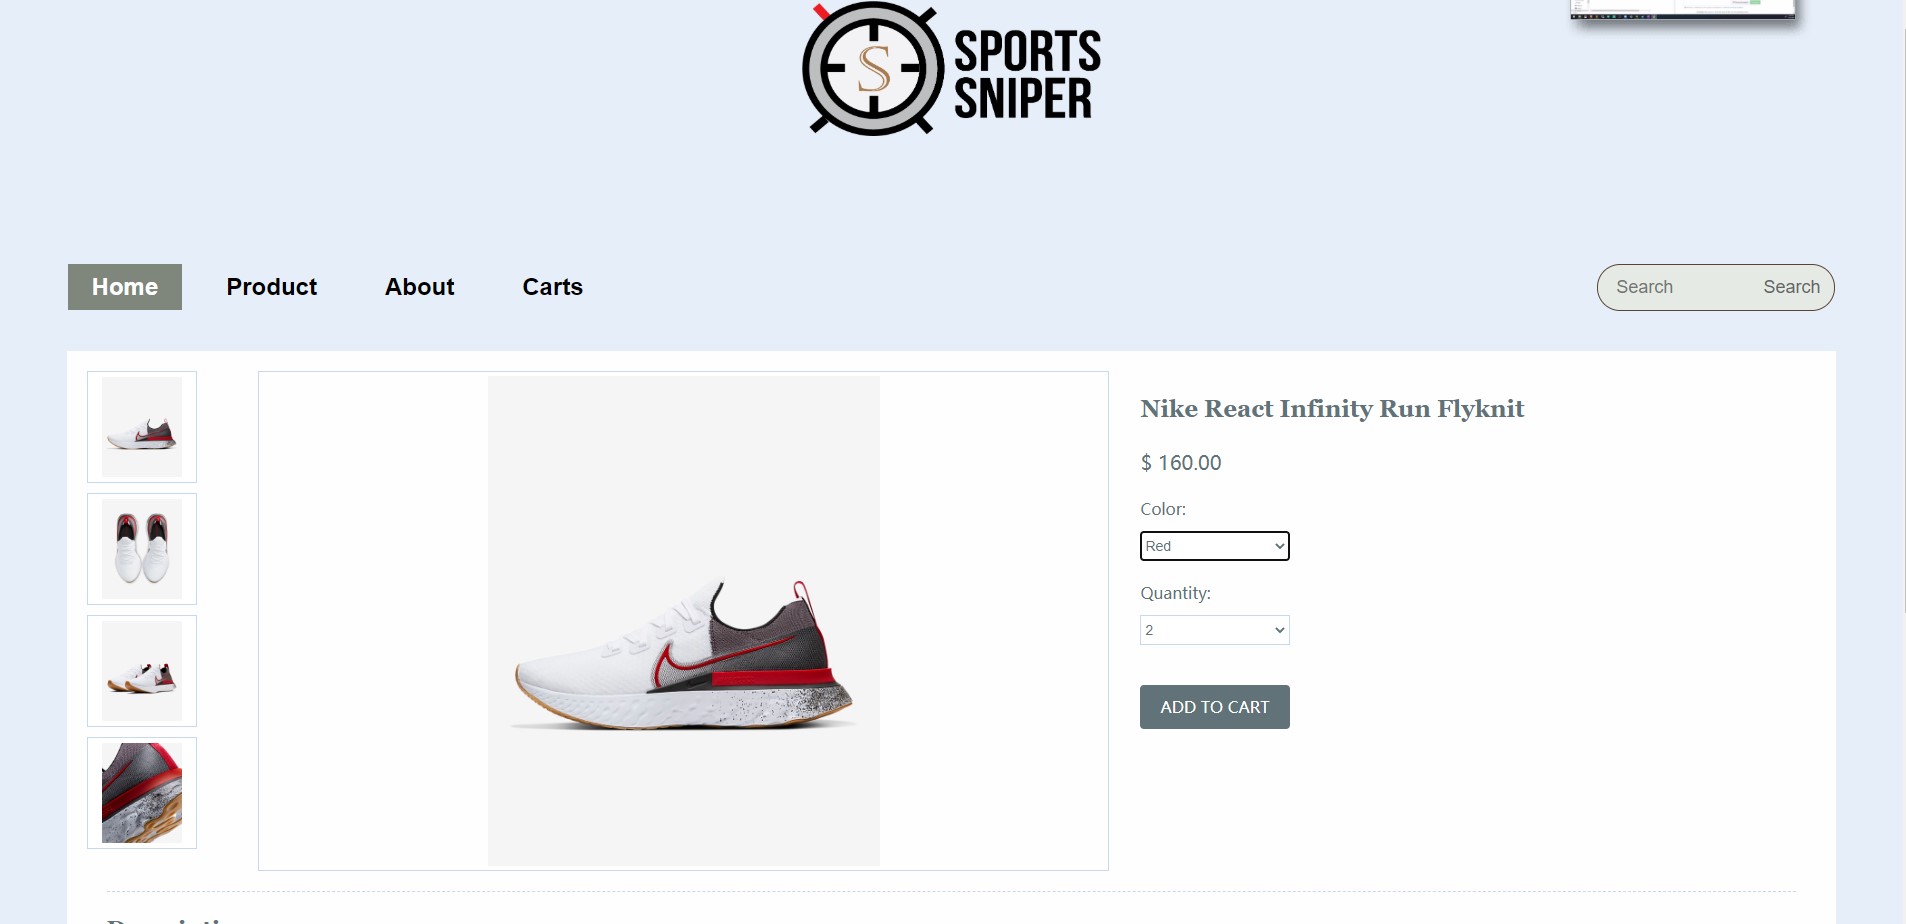 S
SPORTS
SNIPER
Home Product About Carts Search Search
Nike React Infinity Run Flyknit
$ 160.00
Color:
Red
Quantity:
2
ADD TO CART